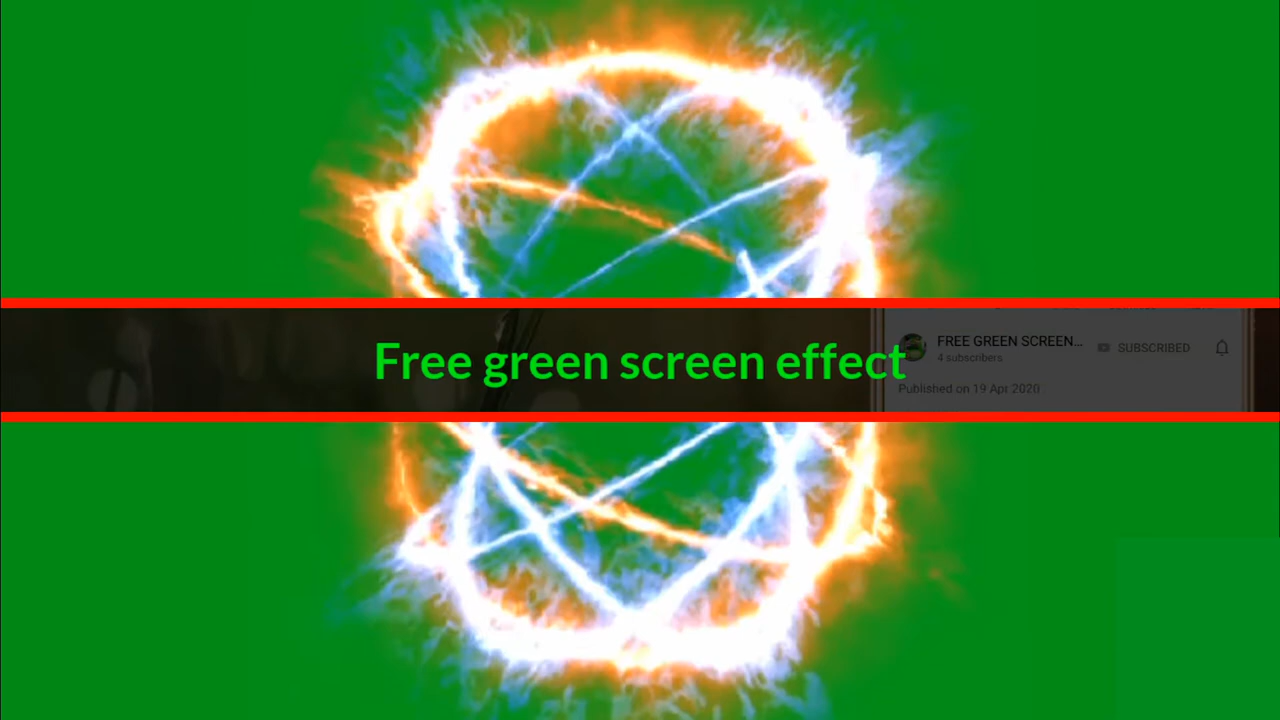 Free green screen effect
FREE GREEN SCREEN...
4 subscribers
SUBSCRIBED
Published on 19 Apr 2020